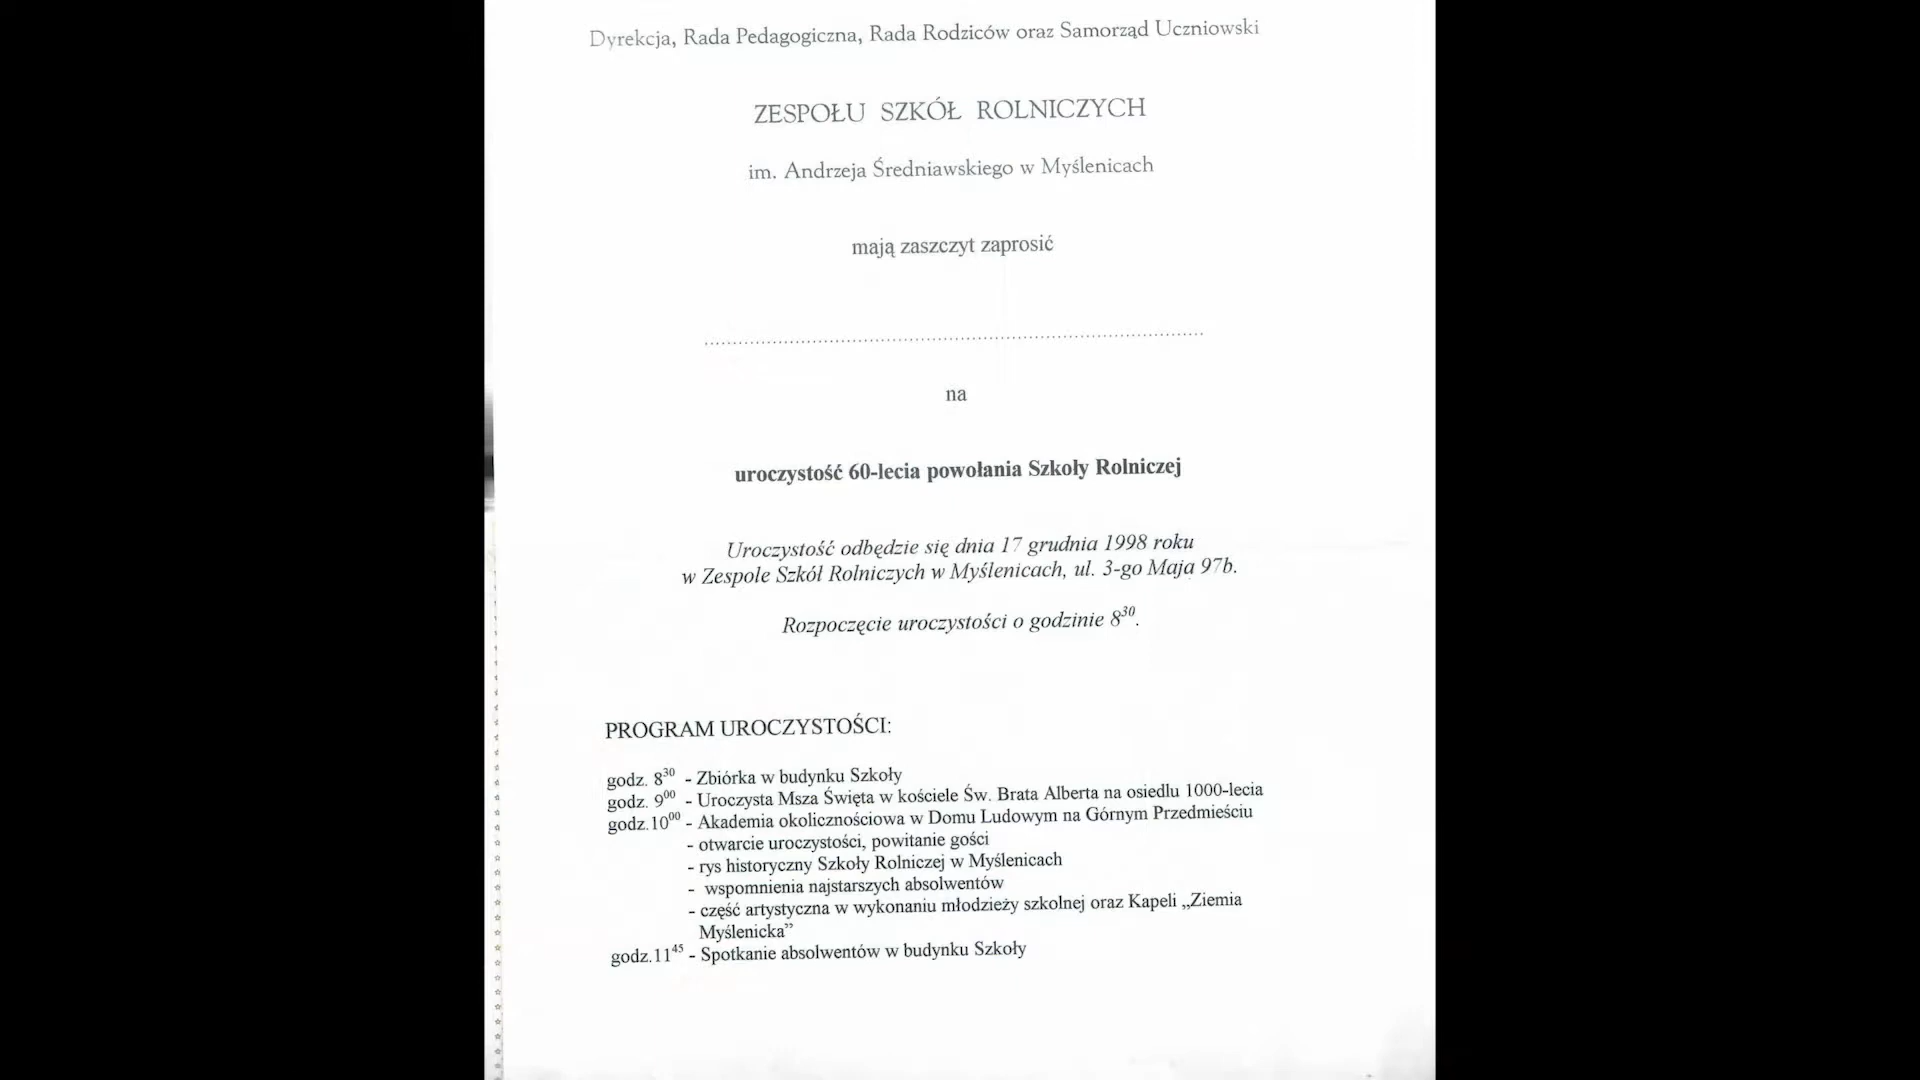 Dyrekcja, Rada Pedagogiczna, Rada Rodziców oraz Samorząd Uczniowski
ZESPOŁU SZKÓŁ ROLNICZYCH
im. Andrzeja Średniawskiego w Myślenicach
mają zaszczyt zaprosić
........................................................................................
na
uroczystość 60-lecia powołania Szkoły Rolniczej
Uroczystość odbędzie się dnia 17 grudnia 1998 roku
w Zespole Szkół Rolniczych w Myślenicach, ul. 3-go Maja 97b.
Rozpoczęcie uroczystości o godzinie 8³⁰.
PROGRAM UROCZYSTOŚCI:
godz. 8³⁰ - Zbiórka w budynku Szkoły
godz. 9⁰⁰ - Uroczysta Msza Święta w kościele Św. Brata Alberta na osiedlu 1000-lecia
godz.10⁰⁰ - Akademia okolicznościowa w Domu Ludowym na Górnym Przedmieściu
- otwarcie uroczystości, powitanie gości
- rys historyczny Szkoły Rolniczej w Myślenicach
- wspomnienia najstarszych absolwentów
- część artystyczna w wykonaniu młodzieży szkolnej oraz Kapeli „Ziemia
Myślenicka”
godz.11⁴⁵ - Spotkanie absolwentów w budynku Szkoły